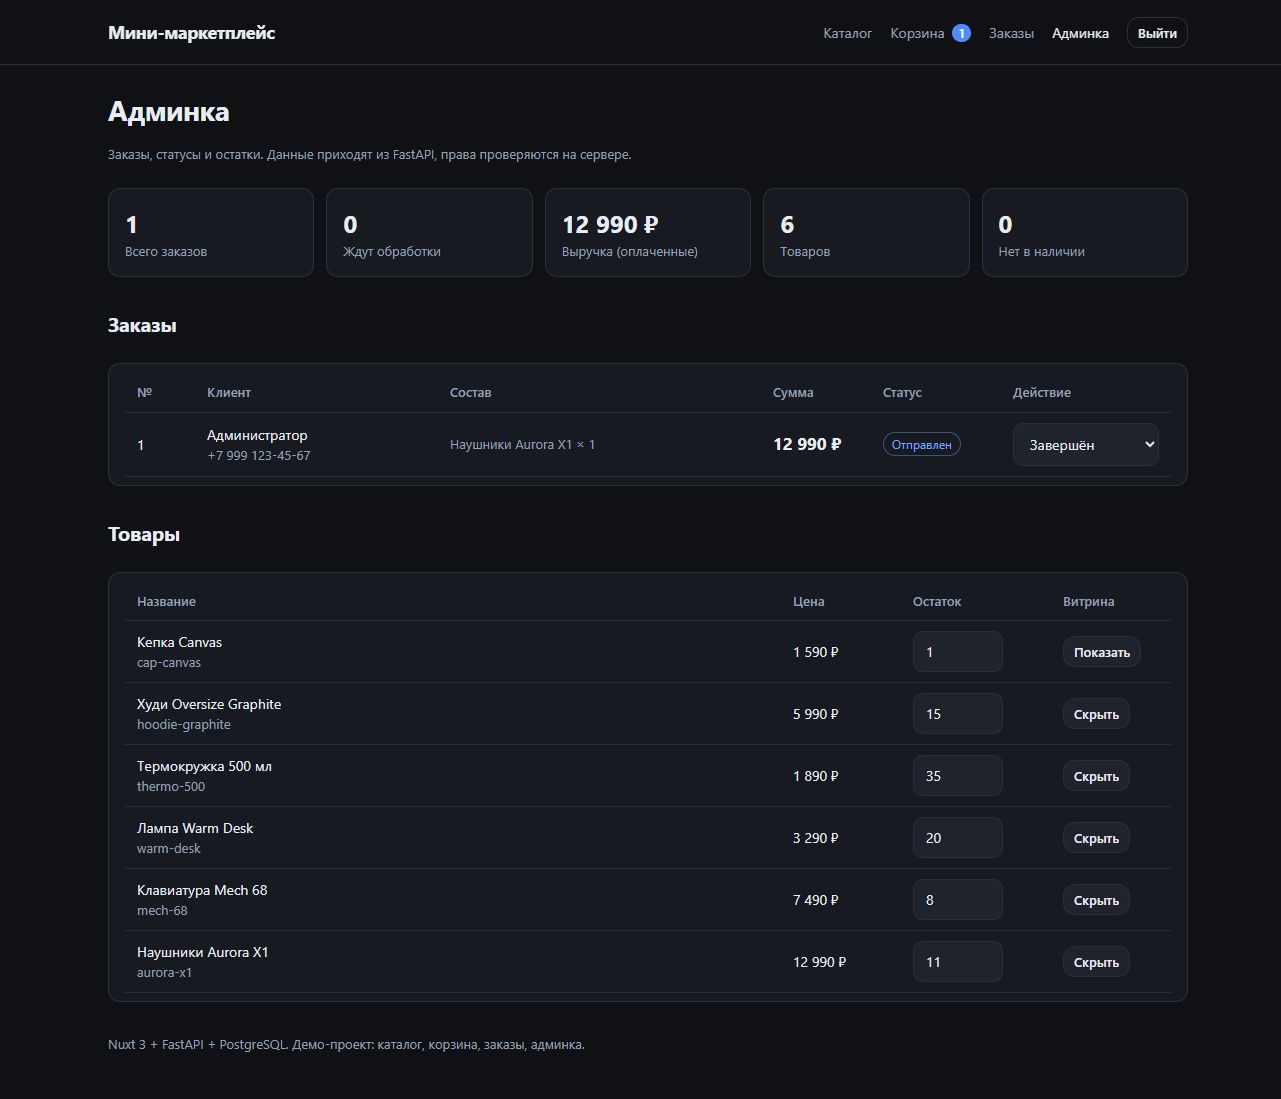 Мини-маркетплейс
Каталог Корзина 1 Заказы Админка Выйти
Админка
Заказы, статусы и остатки. Данные приходят из FastAPI, права проверяются на сервере.
1 0 12 990 ₽ 6 0
Всего заказов Ждут обработки Выручка (оплаченные) Товаров Нет в наличии
Заказы
№ Клиент Состав Сумма Статус Действие
1 Администратор Наушники Aurora X1 × 1 12 990 ₽ Отправлен Завершён
+7 999 123-45-67
Товары
Название Цена Остаток Витрина
Кепка Canvas 1 590 ₽ 1 Показать
cap-canvas
Худи Oversize Graphite 5 990 ₽ 15 Скрыть
hoodie-graphite
Термокружка 500 мл 1 890 ₽ 35 Скрыть
thermo-500
Лампа Warm Desk 3 290 ₽ 20 Скрыть
warm-desk
Клавиатура Mech 68 7 490 ₽ 8 Скрыть
mech-68
Наушники Aurora X1 12 990 ₽ 11 Скрыть
aurora-x1
Nuxt 3 + FastAPI + PostgreSQL. Демо-проект: каталог, корзина, заказы, админка.